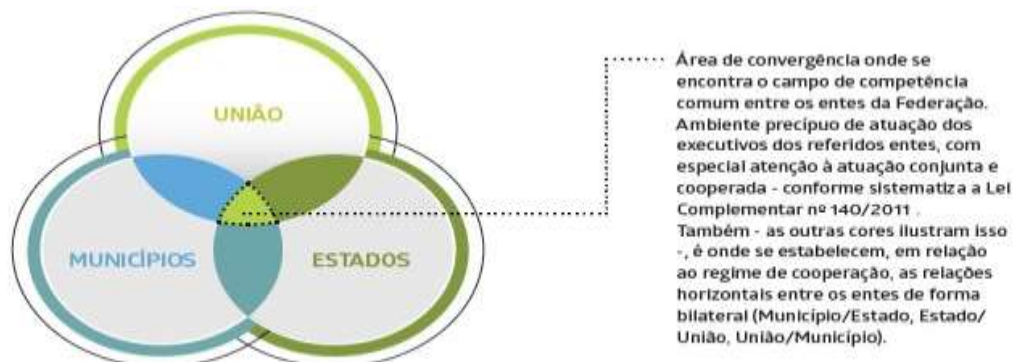 UNIÃO
MUNICÍPIOS
ESTADOS
Área de convergência onde se
encontra o campo de competência
comum entre os entes da Federação.
Ambiente precípuo de atuação dos
executivos dos referidos entes, com
especial atenção à atuação conjunta e
cooperada - conforme sistematiza a Lei
Complementar nº 140/2011 .
Também - as outras cores ilustram isso
-, é onde se estabelecem, em relação
ao regime de cooperação, as relações
horizontais entre os entes de forma
bilateral (Município/Estado, Estado/
União, União/Município).